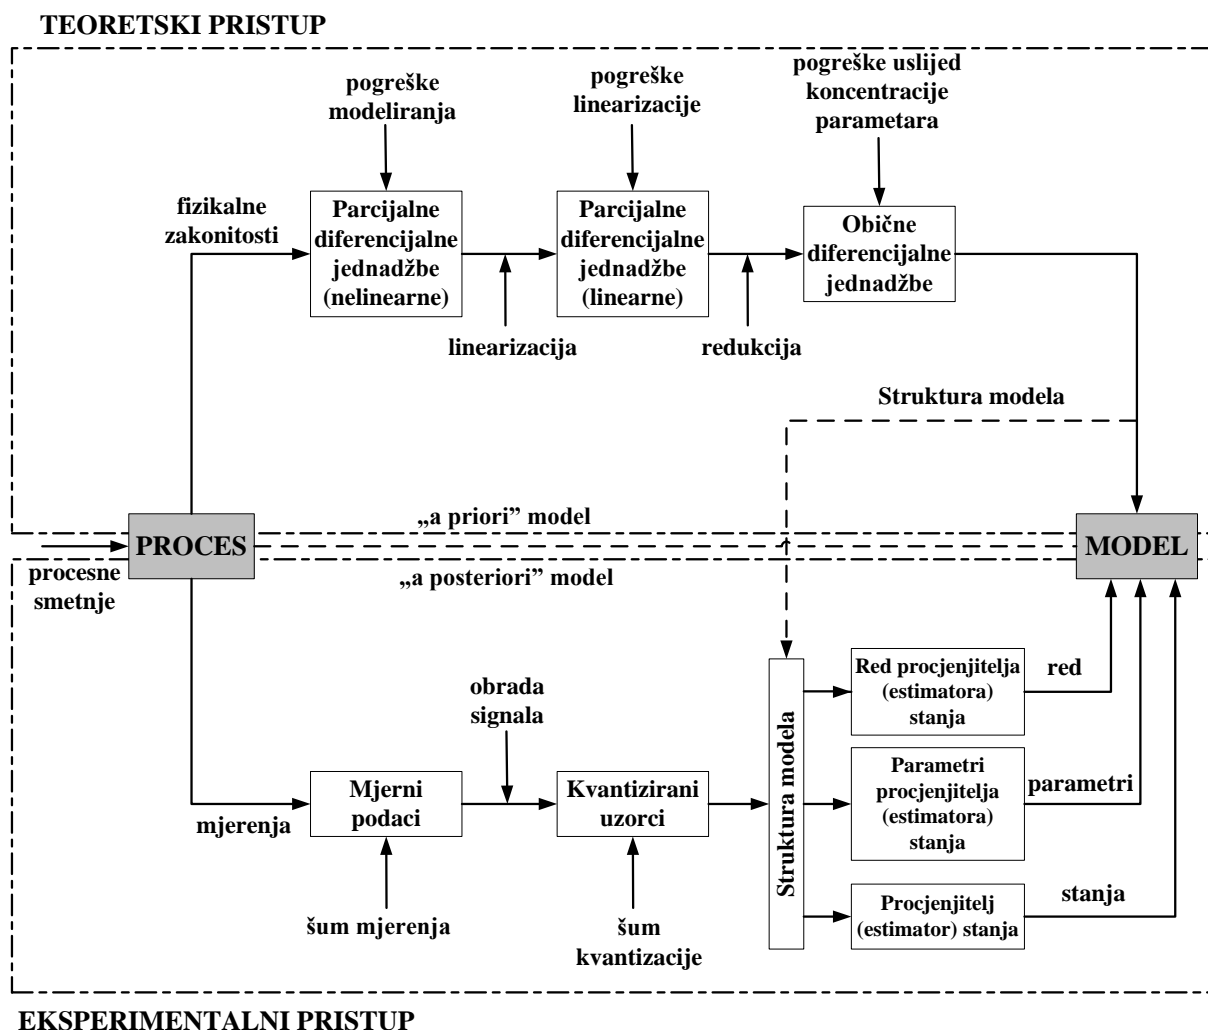 TEORETSKI PRISTUP
pogreške
modeliranja
pogreške
linearizacije
pogreške uslijed
koncentracije
parametara
fizikalne
zakonitosti
Parcijalne
diferencijalne
jednadžbe
(nelinearne)
Parcijalne
diferencijalne
jednadžbe
(linearne)
Obične
diferencijalne
jednadžbe
linearizacija
redukcija
Struktura modela
„a priori” model
PROCES
MODEL
„a posteriori” model
procesne
smetnje
obrada
signala
Red procjenitelja
(estimatora)
stanja
red
Struktura modela
mjerenja
Mjerni
podaci
Kvantizirani
uzorci
Parametri
procjenitelja
(estimatora)
stanja
parametri
Procjenitelj
(estimator) stanja
stanja
šum mjerenja
šum
kvantizacije
EKSPERIMENTALNI PRISTUP